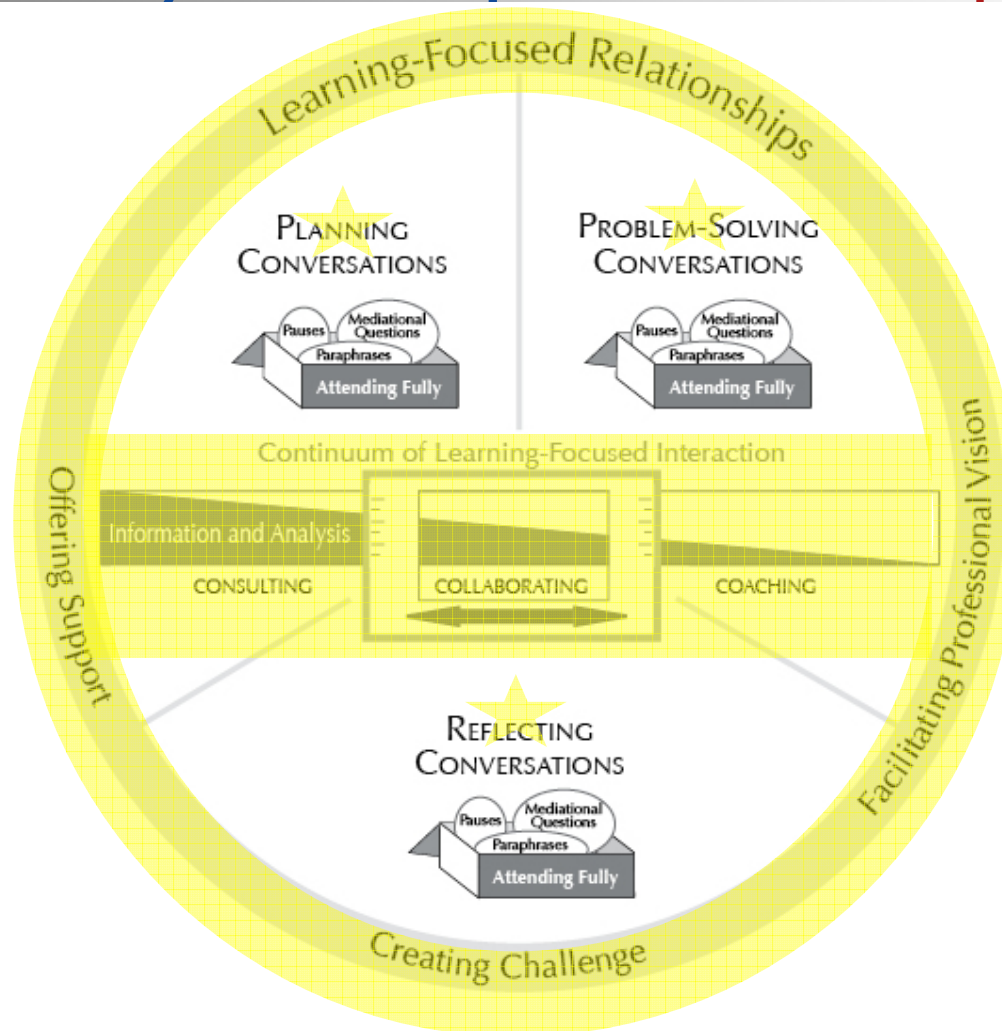 Learning-Focused Relationships
PLANNING
CONVERSATIONS
Pauses
Mediational
Questions
Paraphrases
Attending Fully
PROBLEM-SOLVING
CONVERSATIONS
Pauses
Mediational
Questions
Paraphrases
Attending Fully
Continuum of Learning-Focused Interaction
Information and Analysis
CONSULTING
COLLABORATING
COACHING
Offering Support
Facilitating Professional Vision
REFLECTING
CONVERSATIONS
Pauses
Mediational
Questions
Paraphrases
Attending Fully
Creating Challenge